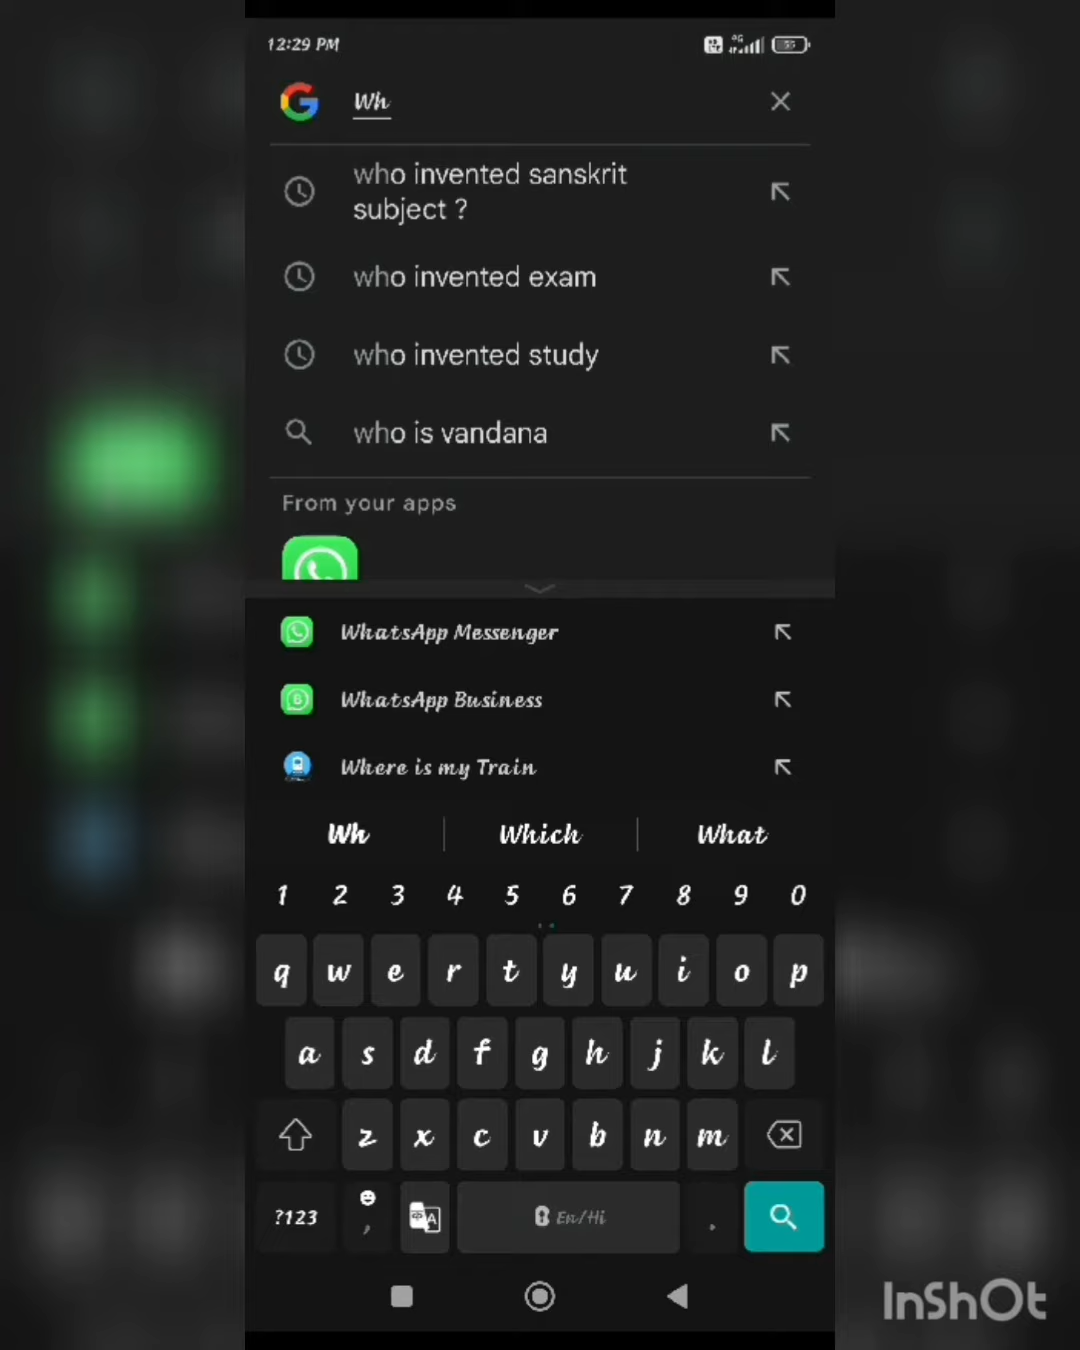 12:29 PM
4G
55
Wh
who invented sanskrit
subject ?
who invented exam
who invented study
who is vandana
From your apps
WhatsApp Messenger
WhatsApp Business
Where is my Train
Wh Which What
1 2 3 4 5 6 7 8 9 0
q w e r t y u i o p
a s d f g h j k l
z x c v b n m
?123 , En/Hi .
InShOt